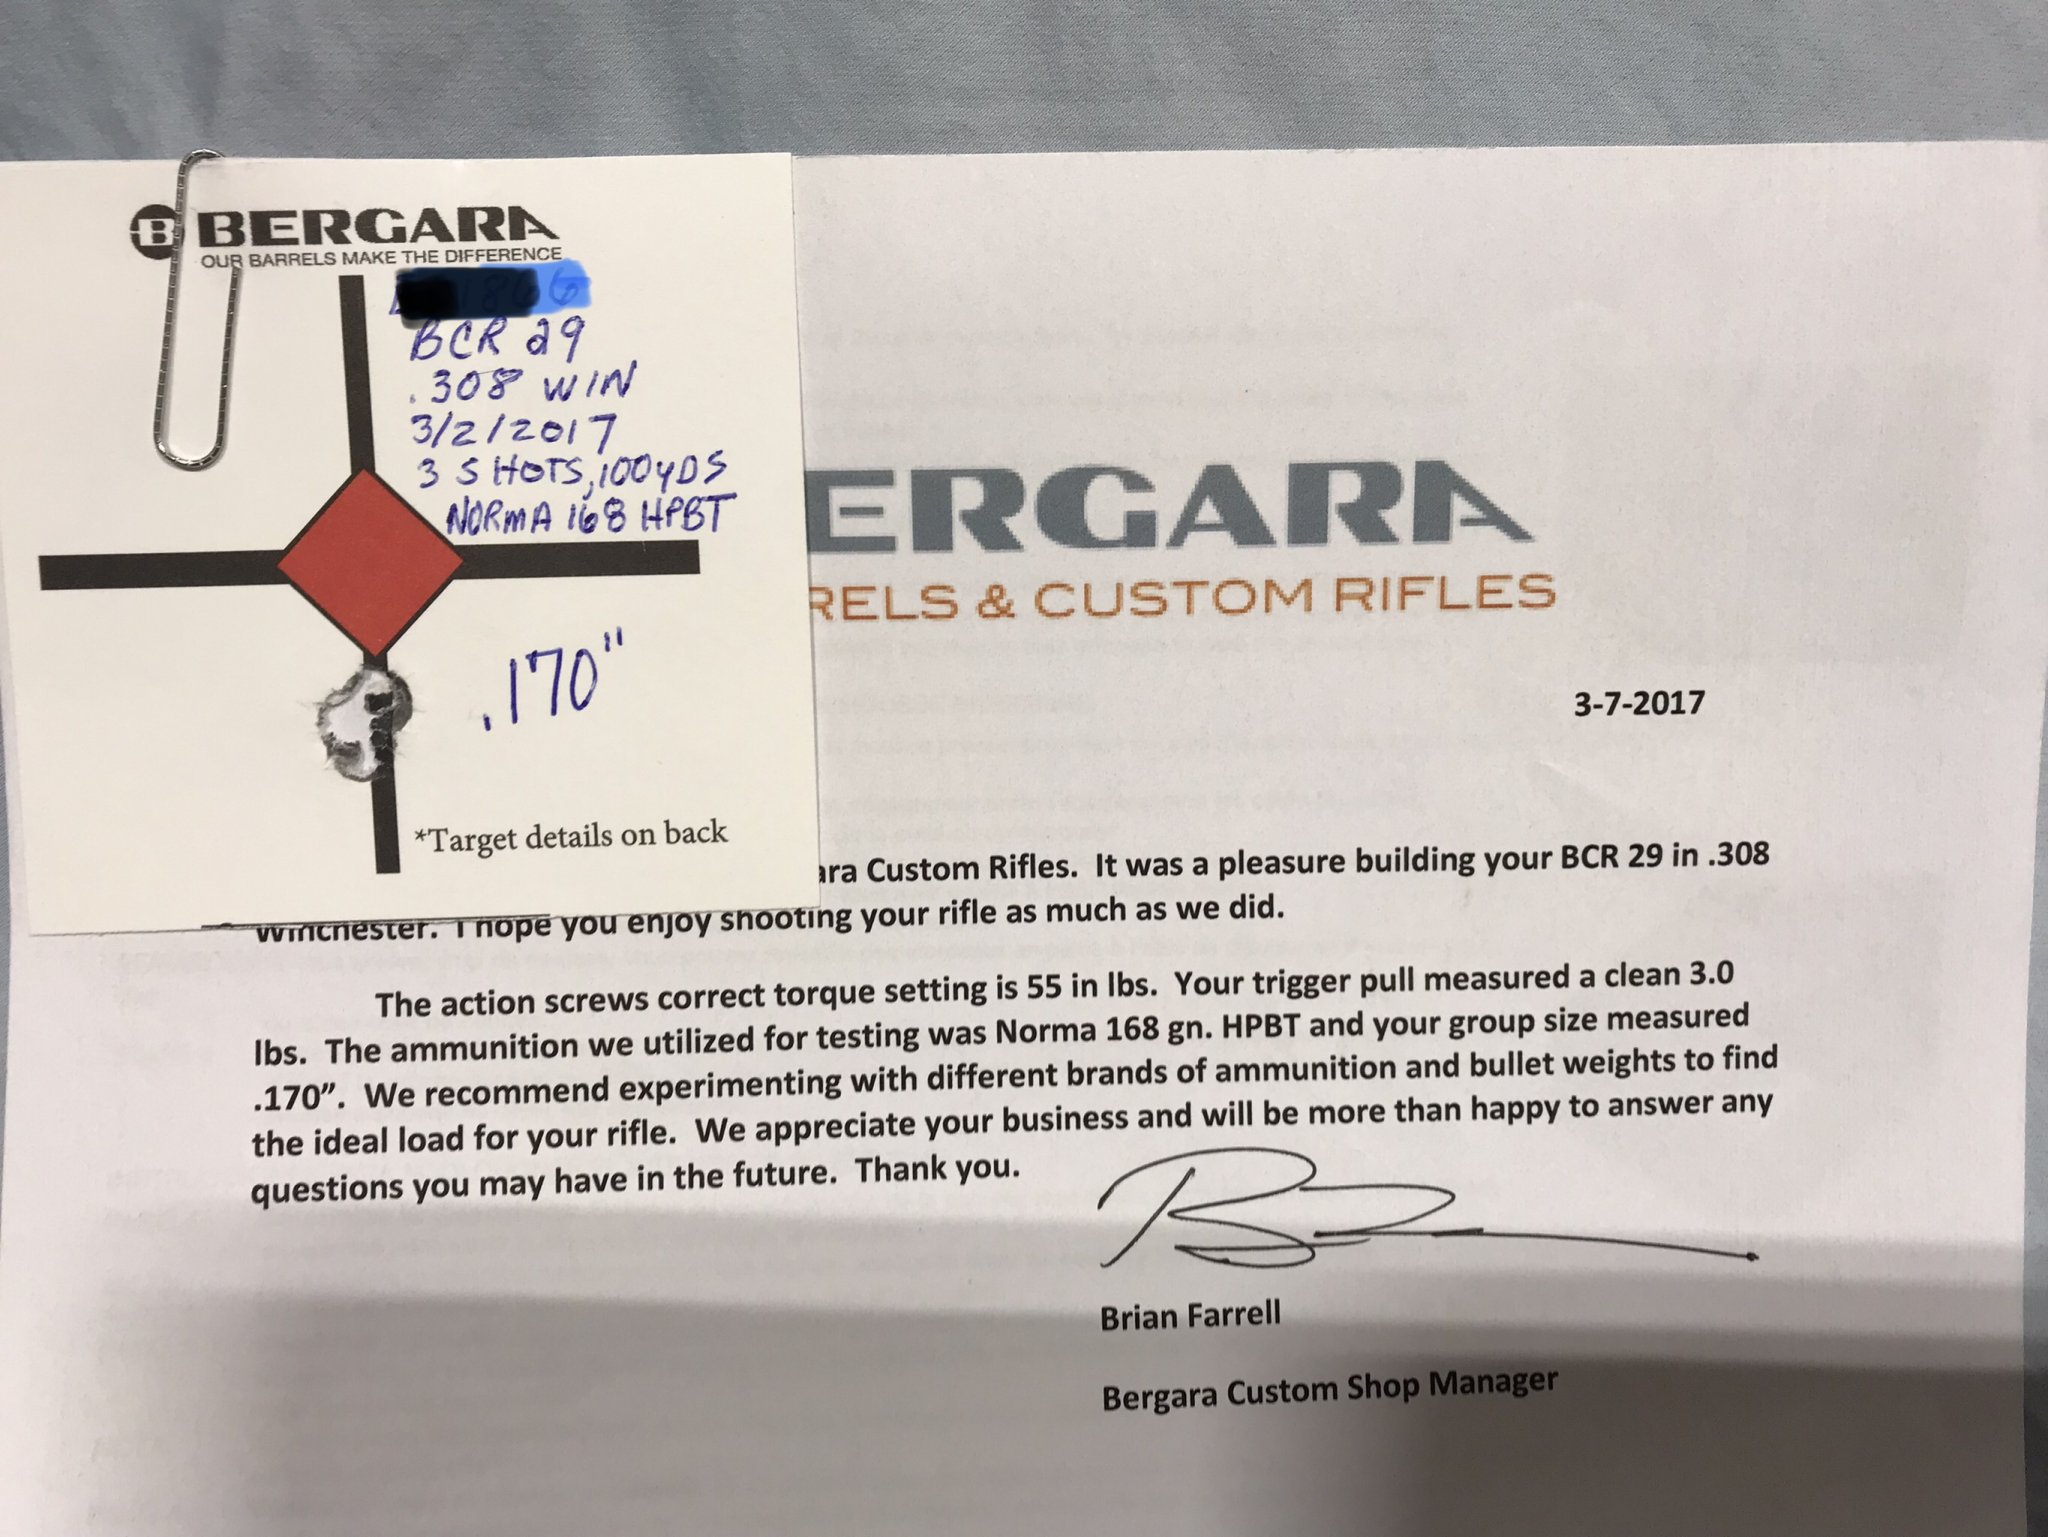 B BERGARA
OUR BARRELS MAKE THE DIFFERENCE
BCR 29
.308 WIN
3/2/2017
3 SHOTS, 100 YDS
NORMA 168 HPBT
.170"
*Target details on back
ERGARA
RELS & CUSTOM RIFLES
3-7-2017
ara Custom Rifles. It was a pleasure building your BCR 29 in .308
Winchester. I hope you enjoy shooting your rifle as much as we did.
The action screws correct torque setting is 55 in lbs. Your trigger pull measured a clean 3.0
lbs. The ammunition we utilized for testing was Norma 168 gn. HPBT and your group size measured
.170”. We recommend experimenting with different brands of ammunition and bullet weights to find
the ideal load for your rifle. We appreciate your business and will be more than happy to answer any
questions you may have in the future. Thank you.
Brian Farrell
Bergara Custom Shop Manager